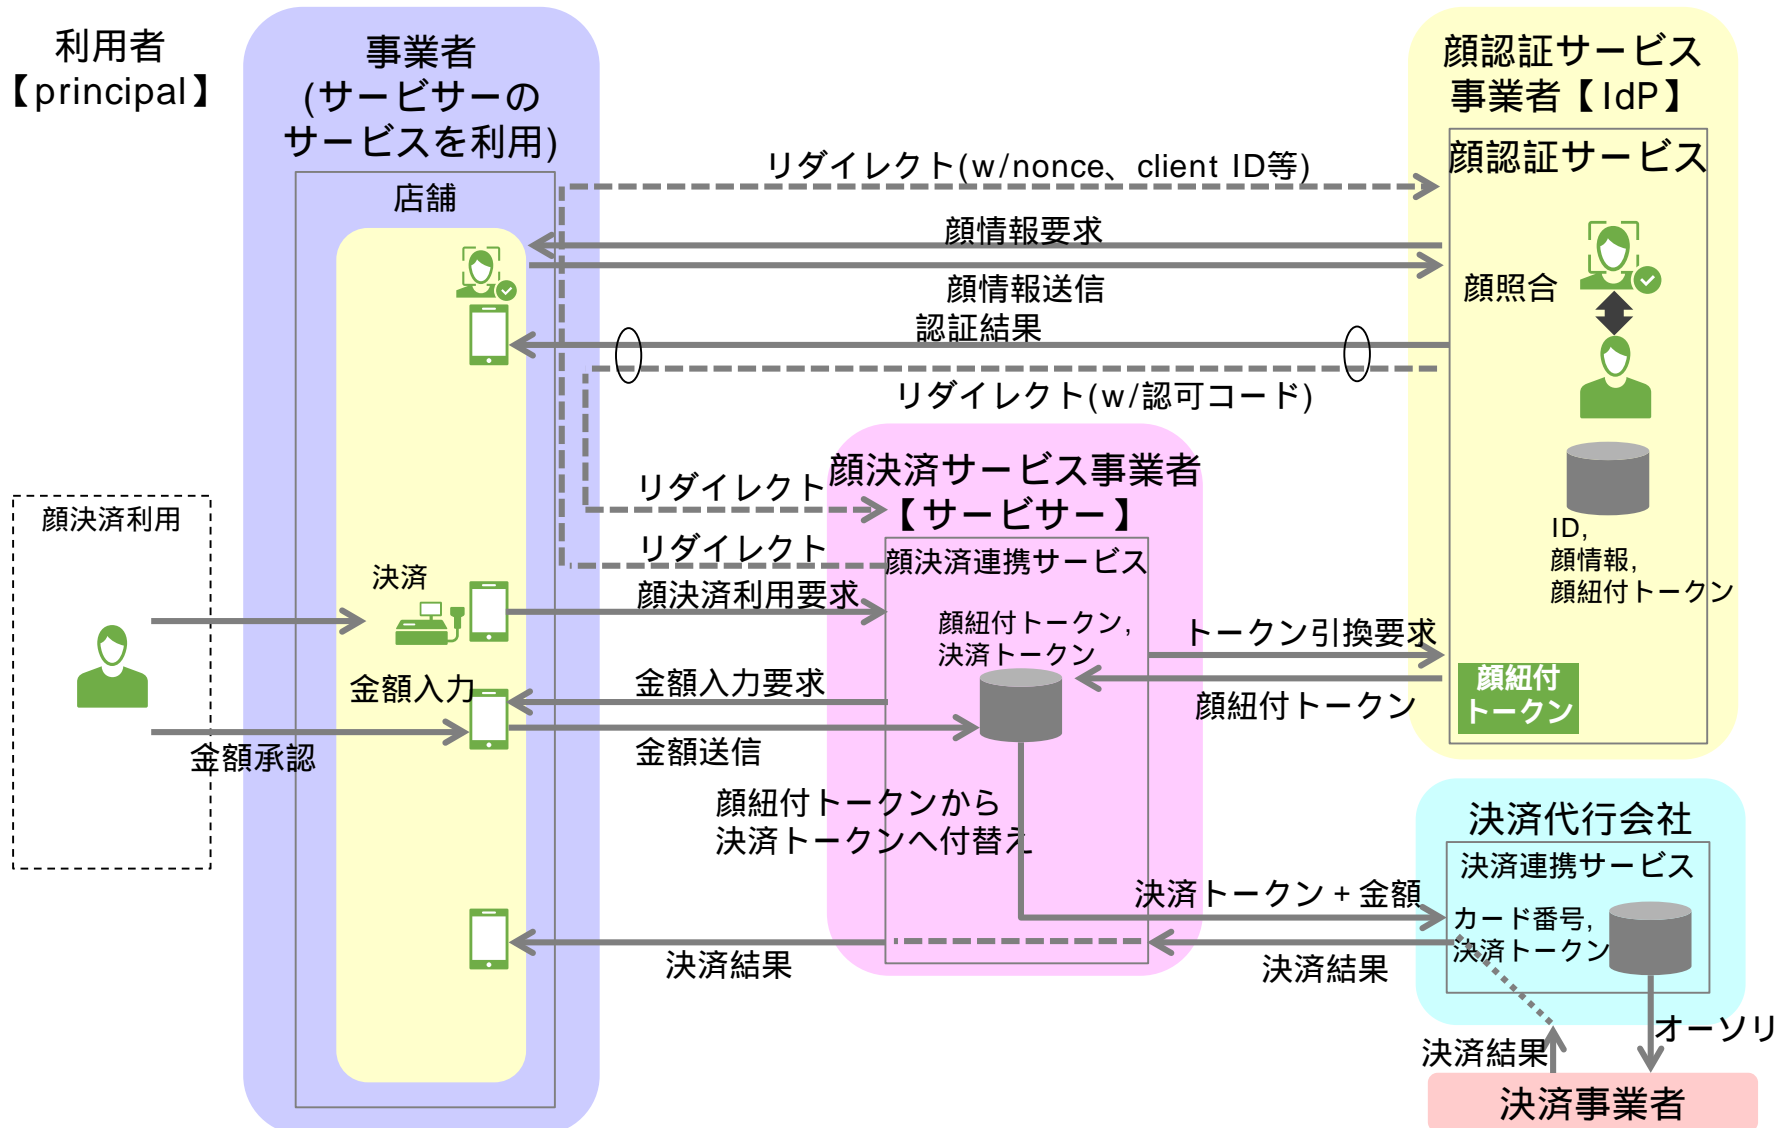 利用者
【principal】
事業者
(サービサーの
サービスを利用)
顔認証サービス
事業者【IdP】
顔認証サービス
店舗
リダイレクト(w/nonce、client ID等)
顔情報要求
顔情報送信
顔照合
認証結果
リダイレクト(w/認可コード)
ID,
顔情報,
顔紐付トークン
顔決済サービス事業者
【サービサー】
リダイレクト
リダイレクト
顔決済連携サービス
顔決済利用
決済
顔決済利用要求
顔紐付トークン,
決済トークン
トークン引換要求
顔紐付トークン
顔紐付
トークン
金額入力
金額入力要求
金額承認
金額送信
顔紐付トークンから
決済トークンへ付替え
決済代行会社
決済連携サービス
決済トークン+金額
カード番号,
決済トークン
決済結果
決済結果
オーソリ
決済結果
決済事業者